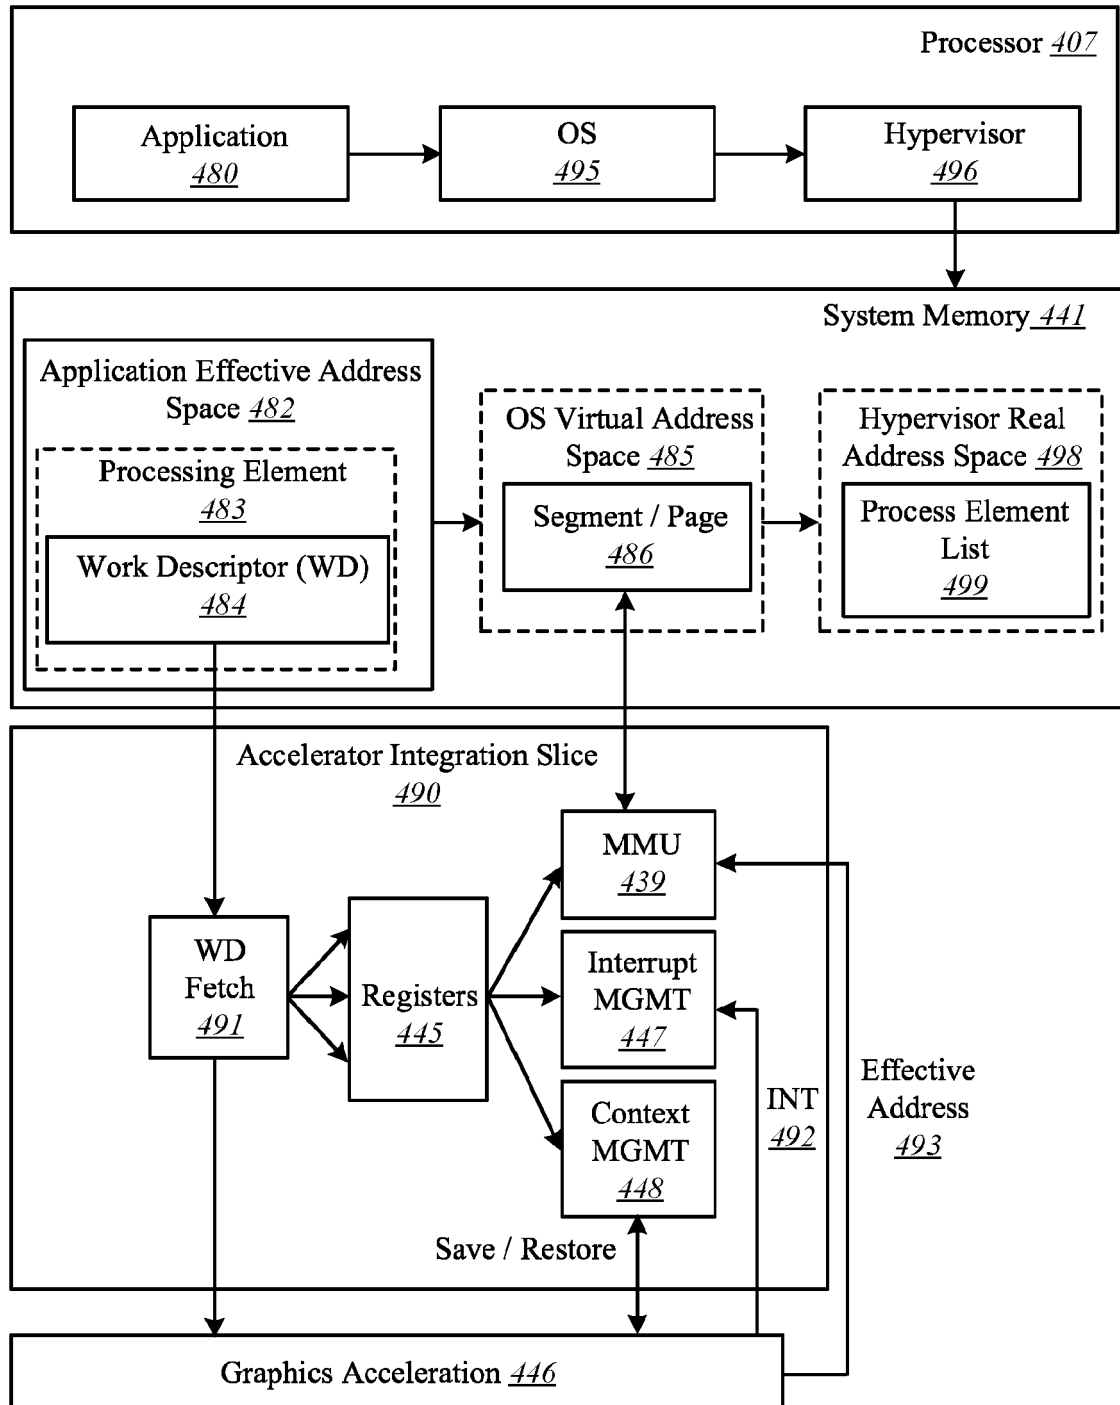 Processor 407
Application
480
OS
495
Hypervisor
496
System Memory 441
Application Effective Address
Space 482
Processing Element
483
Work Descriptor (WD)
484
OS Virtual Address
Space 485
Segment / Page
486
Hypervisor Real
Address Space 498
Process Element
List
499
Accelerator Integration Slice
490
MMU
439
WD
Fetch
491
Registers
445
Interrupt
MGMT
447
Context
MGMT
448
INT
492
Effective
Address
493
Save / Restore
Graphics Acceleration 446